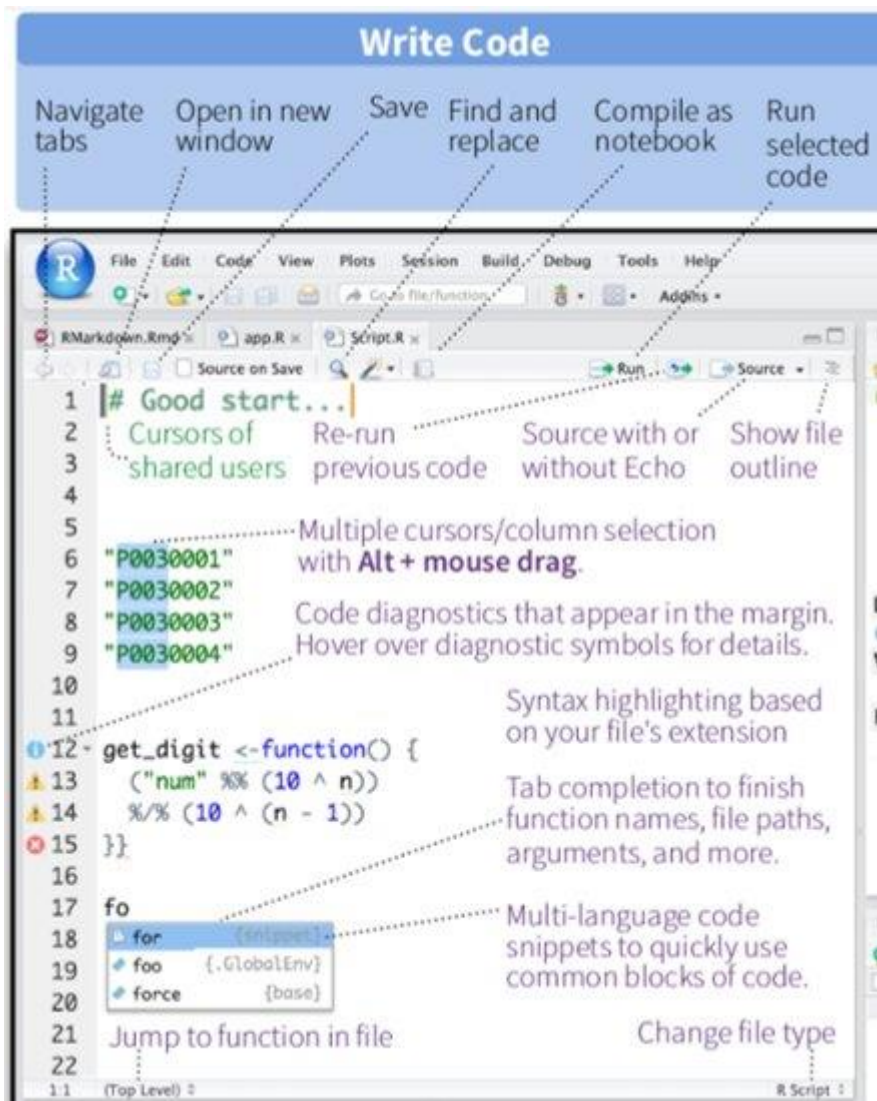 Write Code
Navigate tabs
Open in new window
Save
Find and replace
Compile as notebook
Run selected code
R
File Edit Code View Plots Session Build Debug Tools Help
Go to file/function
Addins
RMarkdown.Rmd app.R Script.R
Source on Save
Run
Source
1 # Good start...
2 Cursors of shared users
Re-run previous code
Source with or without Echo
Show file outline
3
4
5
Multiple cursors/column selection
with Alt + mouse drag.
6 "P0030001"
7 "P0030002"
8 "P0030003"
9 "P0030004"
Code diagnostics that appear in the margin.
Hover over diagnostic symbols for details.
10
11
Syntax highlighting based
on your file's extension
12 get_digit <-function() {
13 ("num" %% (10 ^ n))
14 %/% (10 ^ (n - 1))
15 }}
Tab completion to finish
function names, file paths,
arguments, and more.
16
17 fo
18 for {snippet}
19 foo {.GlobalEnv}
20 force {base}
Multi-language code
snippets to quickly use
common blocks of code.
21 Jump to function in file
Change file type
22
1:1 (Top Level) R Script